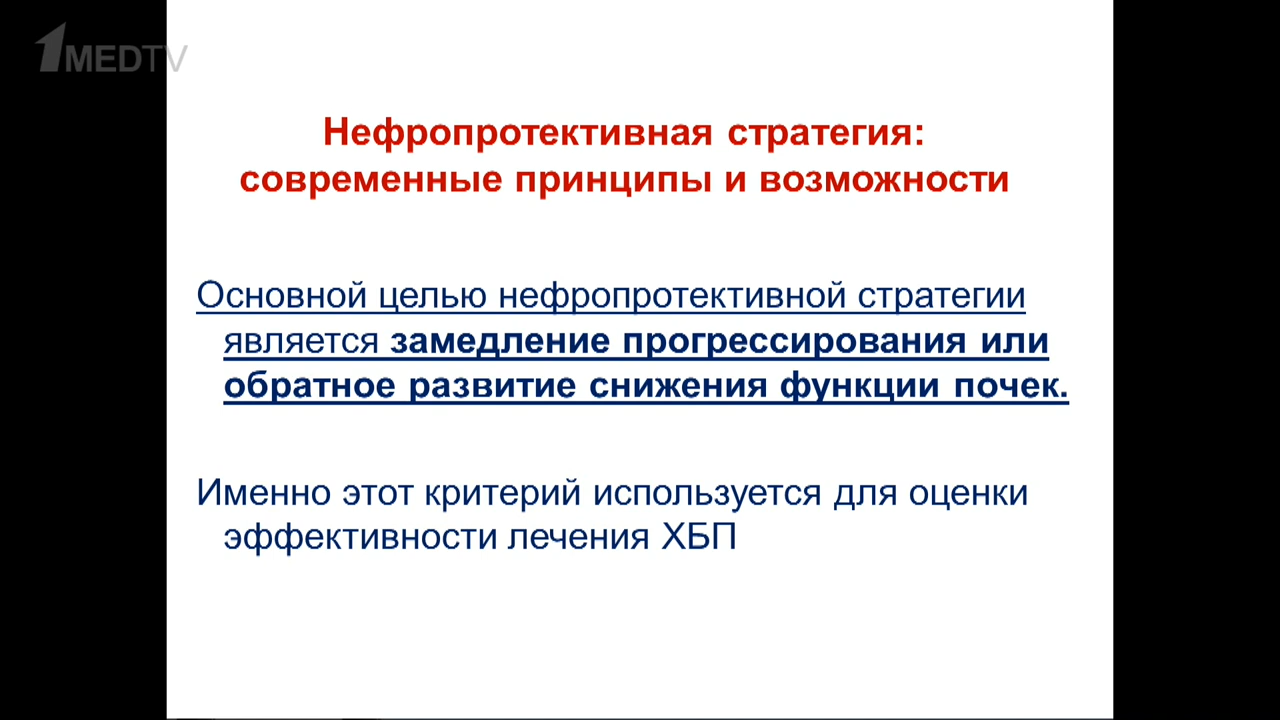 1MEDTV
Нефропротективная стратегия:
современные принципы и возможности
Основной целью нефропротективной стратегии
является замедление прогрессирования или
обратное развитие снижения функции почек.
Именно этот критерий используется для оценки
эффективности лечения ХБП